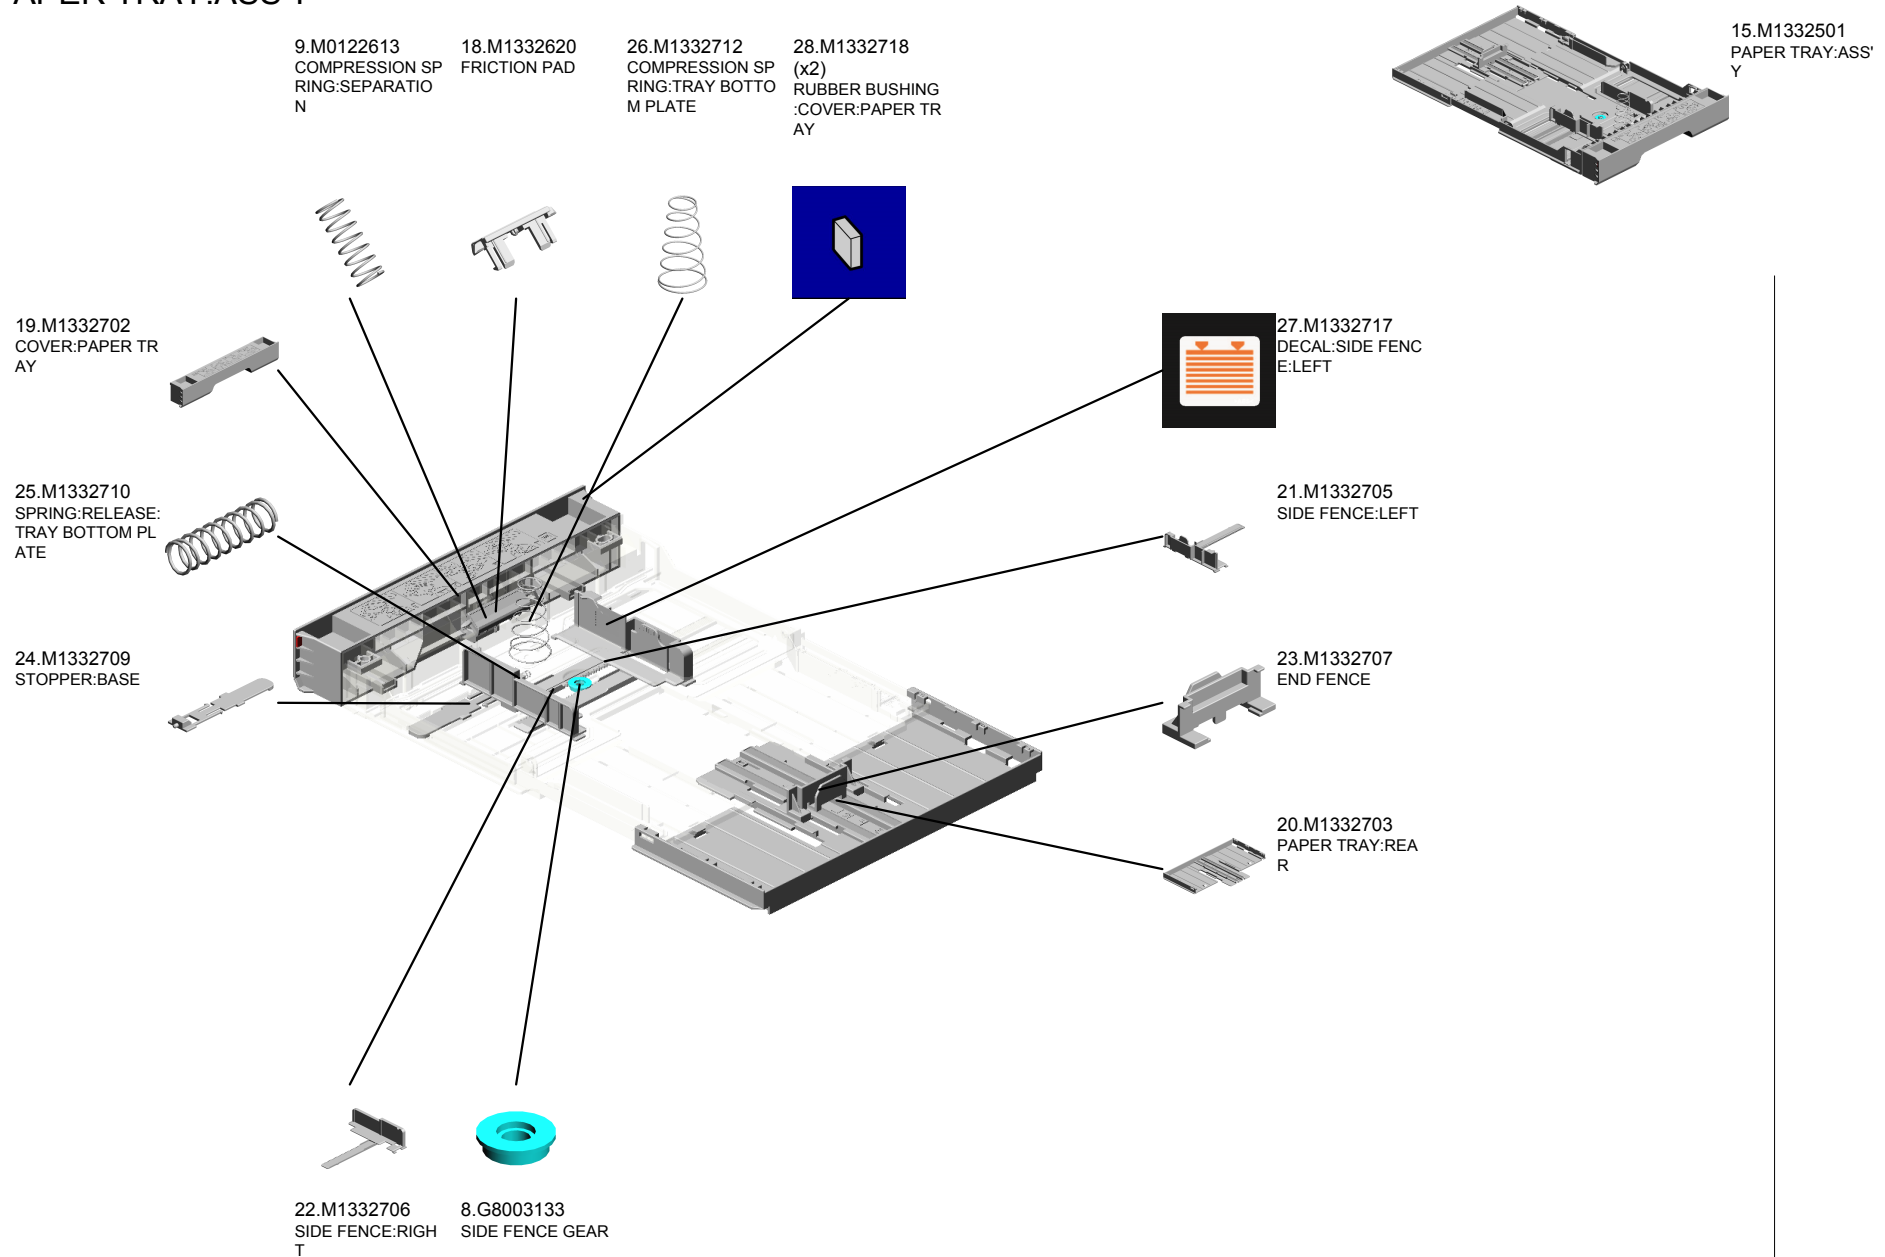 APER TRAY:ASS'Y
15.M1332501
PAPER TRAY:ASS'
Y
9.M0122613
COMPRESSION SP
RING:SEPARATIO
N
18.M1332620
FRICTION PAD
26.M1332712
COMPRESSION SP
RING:TRAY BOTTO
M PLATE
28.M1332718
(x2)
RUBBER BUSHING
:COVER:PAPER TR
AY
19.M1332702
COVER:PAPER TR
AY
27.M1332717
DECAL:SIDE FENC
E:LEFT
25.M1332710
SPRING:RELEASE:
TRAY BOTTOM PL
ATE
21.M1332705
SIDE FENCE:LEFT
24.M1332709
STOPPER:BASE
23.M1332707
END FENCE
20.M1332703
PAPER TRAY:REA
R
22.M1332706
SIDE FENCE:RIGH
T
8.G8003133
SIDE FENCE GEAR